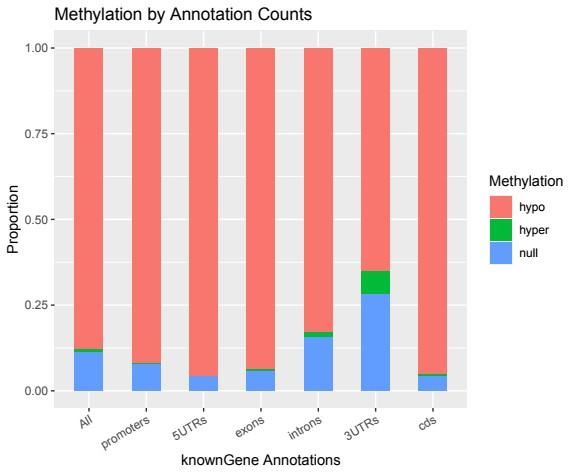 Methylation by Annotation Counts
1.00
0.75
0.50
0.25
0.00
Proportion
All
promoters
5UTRs
exons
introns
3UTRs
cds
knownGene Annotations
Methylation
hypo
hyper
null